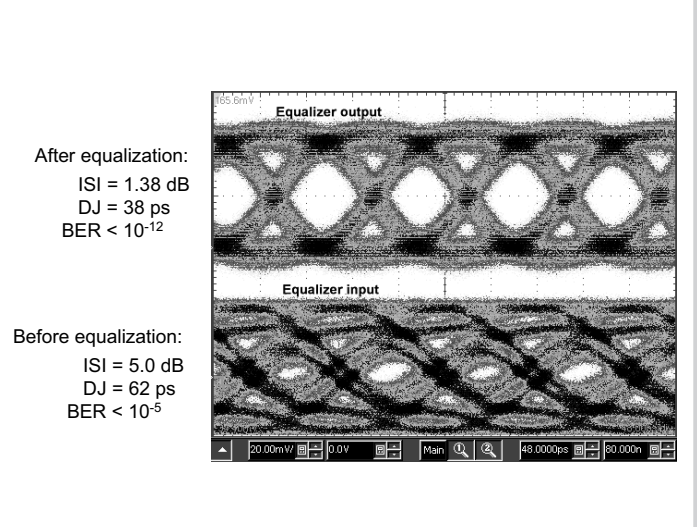 165.6mV
Equalizer output
After equalization:
ISI = 1.38 dB
DJ = 38 ps
BER < 10⁻¹²
Equalizer input
Before equalization:
ISI = 5.0 dB
DJ = 62 ps
BER < 10⁻⁵
20.00mV/ 0.0V Main 1 2 48.0000ps 80.000n